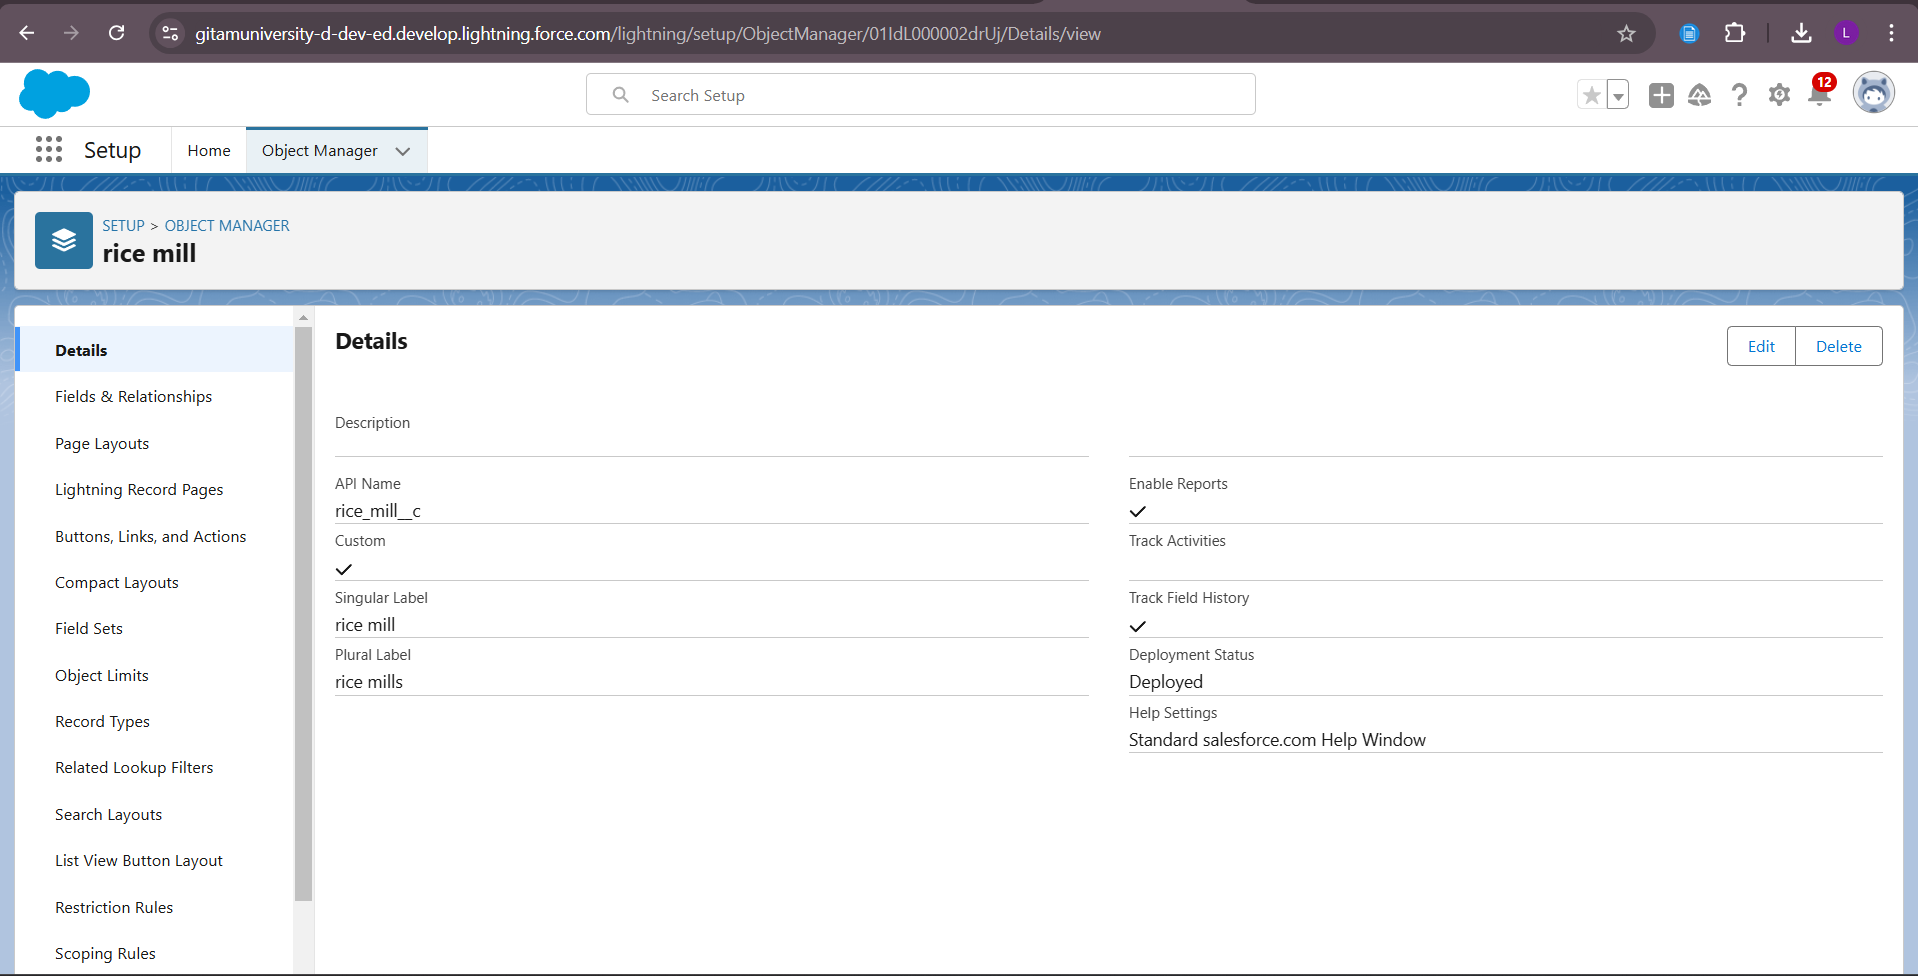 gitamuniversity-d-dev-ed.develop.lightning.force.com/lightning/setup/ObjectManager/01IdL000002drUj/Details/view
L
Search Setup
12
Setup
Home
Object Manager
SETUP > OBJECT MANAGER
rice mill
Details
Fields & Relationships
Page Layouts
Lightning Record Pages
Buttons, Links, and Actions
Compact Layouts
Field Sets
Object Limits
Record Types
Related Lookup Filters
Search Layouts
List View Button Layout
Restriction Rules
Scoping Rules
Details
Edit
Delete
Description
API Name
rice_mill__c
Custom
Singular Label
rice mill
Plural Label
rice mills
Enable Reports
Track Activities
Track Field History
Deployment Status
Deployed
Help Settings
Standard salesforce.com Help Window